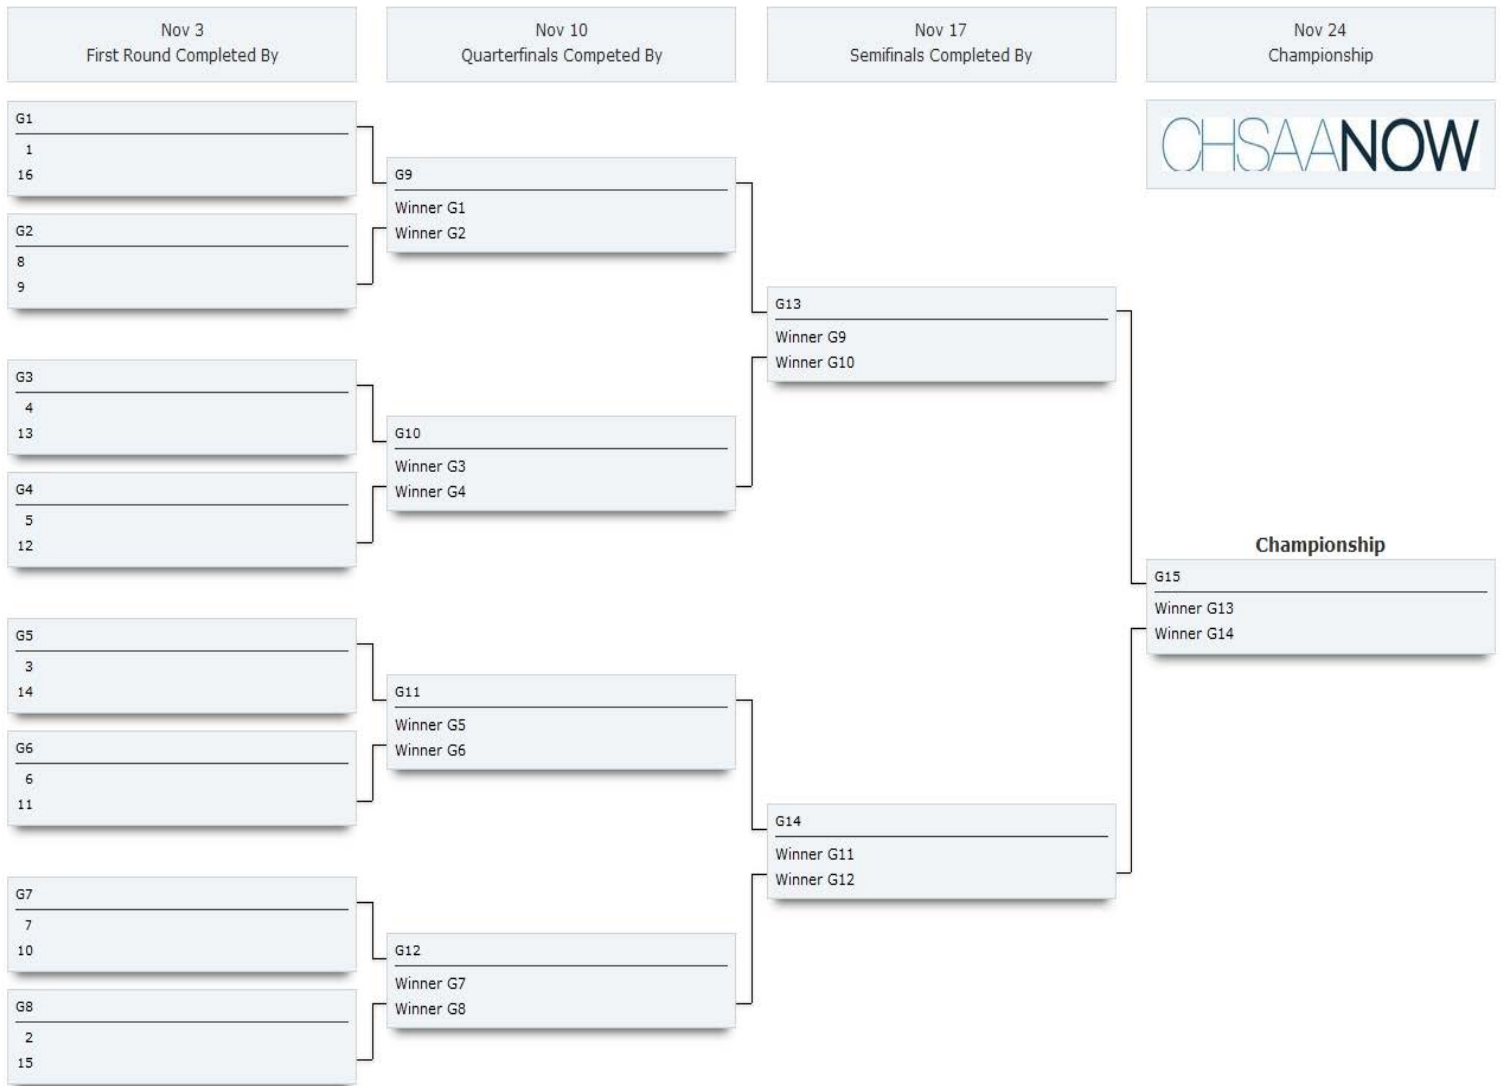 Nov 3
First Round Completed By
Nov 10
Quarterfinals Competed By
Nov 17
Semifinals Completed By
Nov 24
Championship
CHSAANOW
G1
1
16
G2
8
9
G3
4
13
G4
5
12
G5
3
14
G6
6
11
G7
7
10
G8
2
15
G9
Winner G1
Winner G2
G10
Winner G3
Winner G4
G11
Winner G5
Winner G6
G12
Winner G7
Winner G8
G13
Winner G9
Winner G10
G14
Winner G11
Winner G12
Championship
G15
Winner G13
Winner G14